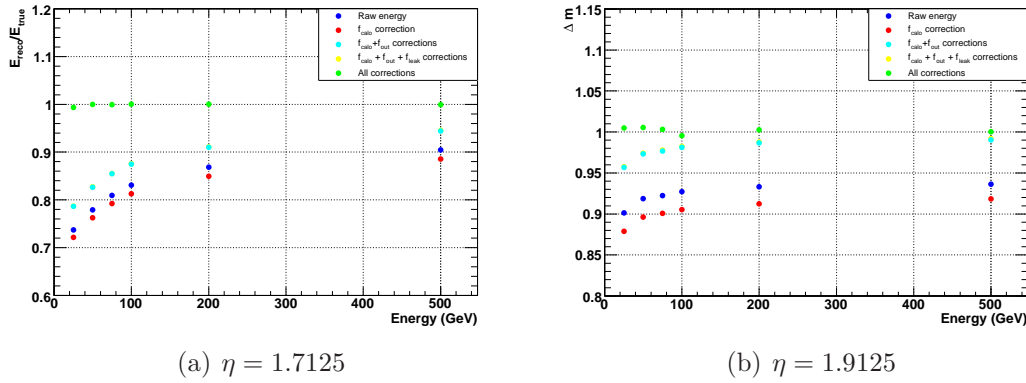 E_reco/E_true
1.2
1.1
1
0.9
0.8
0.7
0.6
0 100 200 300 400 500
Energy (GeV)
Raw energy
f_calo correction
f_calo+f_out corrections
f_calo + f_out + f_leak corrections
All corrections
(a) η = 1.7125
Δ m
1.15
1.1
1.05
1
0.95
0.9
0.85
0.8
0 100 200 300 400 500
Energy (GeV)
Raw energy
f_calo correction
f_calo+f_out corrections
f_calo + f_out + f_leak corrections
All corrections
(b) η = 1.9125